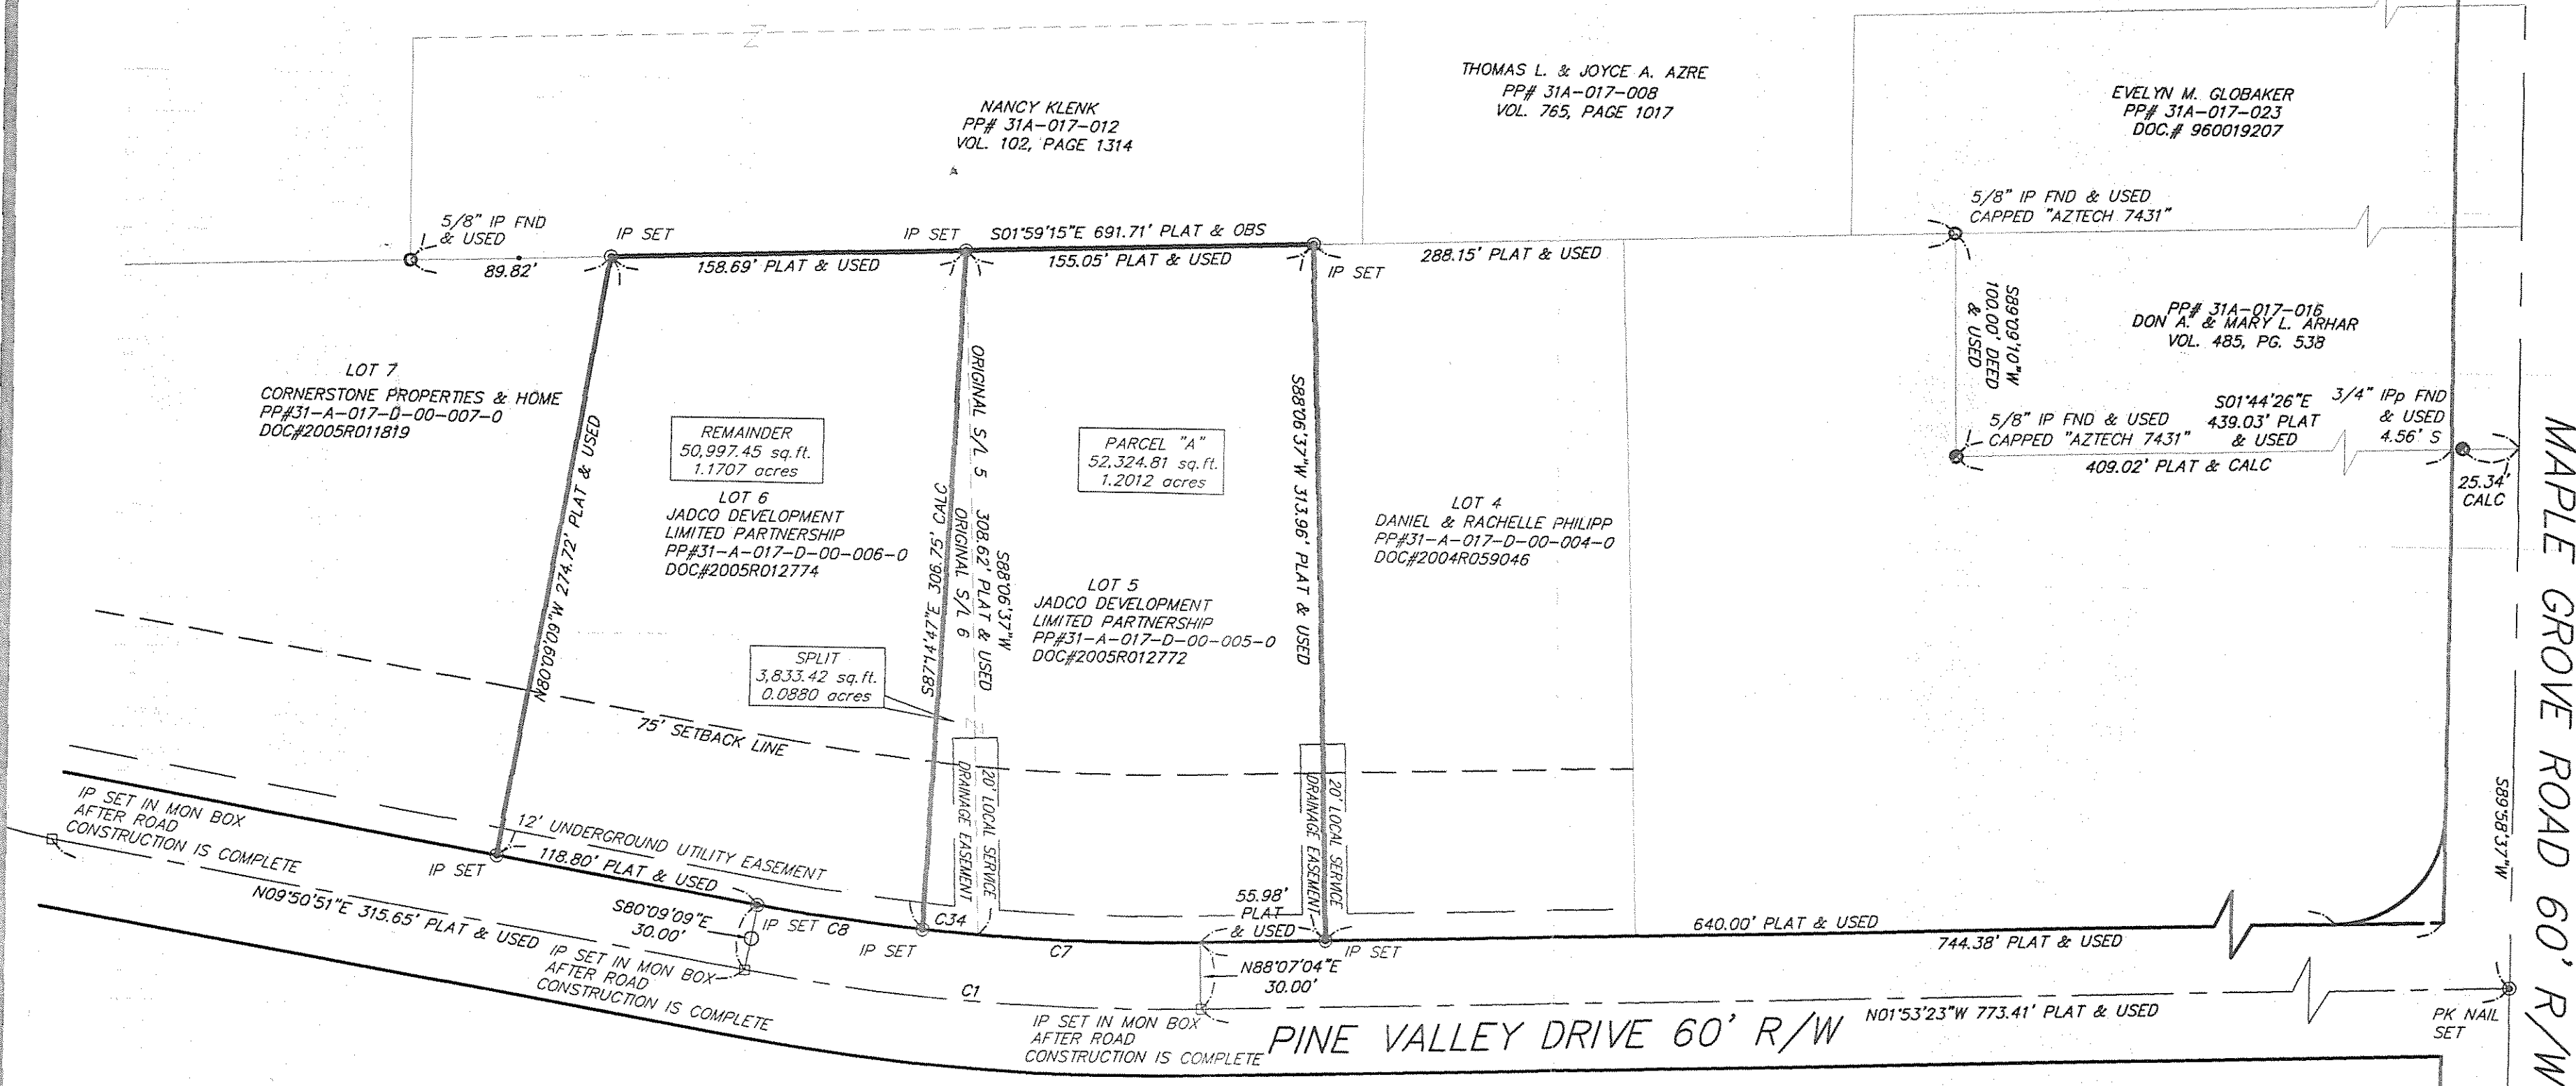 THOMAS L. & JOYCE A. AZRE
PP# 31A-017-008
VOL. 765, PAGE 1017
NANCY KLENK
PP# 31A-017-012
VOL. 102, PAGE 1314
EVELYN M. GLOBAKER
PP# 31A-017-023
DOC.# 960019207
5/8" IP FND
& USED
89.82'
IP SET
158.69' PLAT & USED
IP SET
S01°59'15"E 691.71' PLAT & OBS
155.05' PLAT & USED
IP SET
288.15' PLAT & USED
5/8" IP FND & USED
CAPPED "AZTECH 7431"
S89°09'10"W
100.00' DEED
& USED
PP# 31A-017-016
DON A. & MARY L. ARHAR
VOL. 485, PG. 538
5/8" IP FND & USED
CAPPED "AZTECH 7431"
S01°44'26"E
439.03' PLAT
& USED
3/4" IPp FND
& USED
4.56' S
409.02' PLAT & CALC
25.34'
CALC
LOT 7
CORNERSTONE PROPERTIES & HOME
PP#31-A-017-D-00-007-0
DOC#2005R011819
N80°09'09"W 274.72' PLAT & USED
REMAINDER
50,997.45 sq.ft.
1.1707 acres
LOT 6
JADCO DEVELOPMENT
LIMITED PARTNERSHIP
PP#31-A-017-D-00-006-0
DOC#2005R012774
S87°14'47"E 306.75' CALC
ORIGINAL S/L 5
ORIGINAL S/L 6
308.62' PLAT & USED
S88°06'37"W
PARCEL "A"
52,324.81 sq.ft.
1.2012 acres
LOT 5
JADCO DEVELOPMENT
LIMITED PARTNERSHIP
PP#31-A-017-D-00-005-0
DOC#2005R012772
S88°06'37"W 313.96' PLAT & USED
LOT 4
DANIEL & RACHELLE PHILIPP
PP#31-A-017-D-00-004-0
DOC#2004R059046
SPLIT
3,833.42 sq.ft.
0.0880 acres
75' SETBACK LINE
20' LOCAL SERVICE
DRAINAGE EASEMENT
20' LOCAL SERVICE
DRAINAGE EASEMENT
IP SET IN MON BOX
AFTER ROAD
CONSTRUCTION IS COMPLETE
IP SET
12' UNDERGROUND UTILITY EASEMENT
118.80' PLAT & USED
N09°50'51"E 315.65' PLAT & USED
S80°09'09"E
30.00'
IP SET
C8
IP SET
C34
C7
C1
IP SET IN MON BOX
AFTER ROAD
CONSTRUCTION IS COMPLETE
55.98'
PLAT
& USED
IP SET
N88°07'04"E
30.00'
IP SET IN MON BOX
AFTER ROAD
CONSTRUCTION IS COMPLETE
640.00' PLAT & USED
744.38' PLAT & USED
N01°53'23"W 773.41' PLAT & USED
PINE VALLEY DRIVE 60' R/W
PK NAIL
SET
S89°58'37"W
MAPLE GROVE ROAD 60' R/W